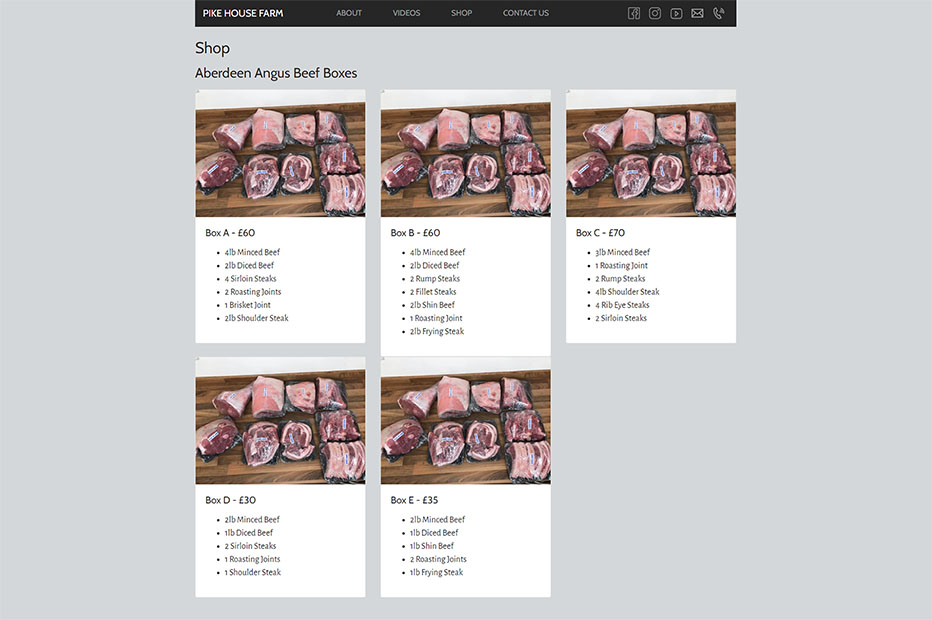 PIKE HOUSE FARM
ABOUT
VIDEOS
SHOP
CONTACT US
Shop
Aberdeen Angus Beef Boxes
Box A - £60
4lb Minced Beef
2lb Diced Beef
4 Sirloin Steaks
2 Roasting Joints
1 Brisket Joint
2lb Shoulder Steak
Box B - £60
4lb Minced Beef
2lb Diced Beef
2 Rump Steaks
2 Fillet Steaks
2lb Shin Beef
1 Roasting Joint
2lb Frying Steak
Box C - £70
3lb Minced Beef
1 Roasting Joint
2 Rump Steaks
4lb Shoulder Steak
4 Rib Eye Steaks
2 Sirloin Steaks
Box D - £30
2lb Minced Beef
1lb Diced Beef
2 Sirloin Steaks
1 Roasting Joints
1 Shoulder Steak
Box E - £35
2lb Minced Beef
1lb Diced Beef
1lb Shin Beef
2 Roasting Joints
1lb Frying Steak